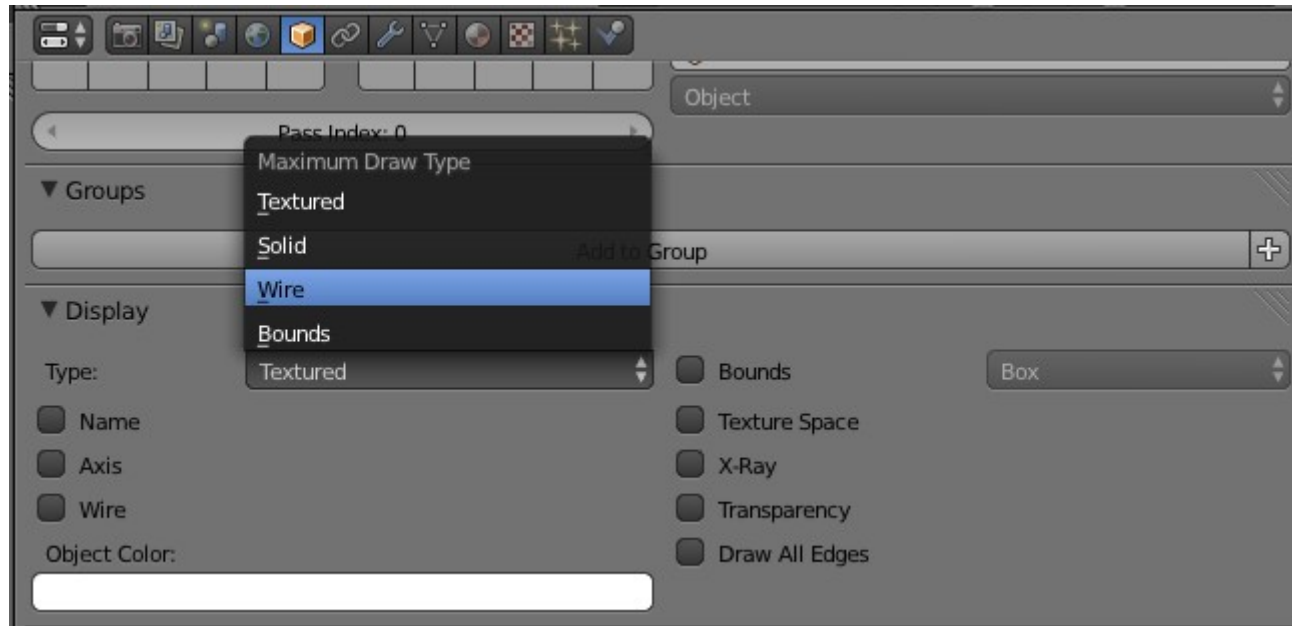 Object
Pass Index: 0
Maximum Draw Type
Groups
Textured
Solid
Add to Group
Wire
Display
Bounds
Type:
Textured
Bounds
Box
Name
Texture Space
Axis
X-Ray
Wire
Transparency
Object Color:
Draw All Edges